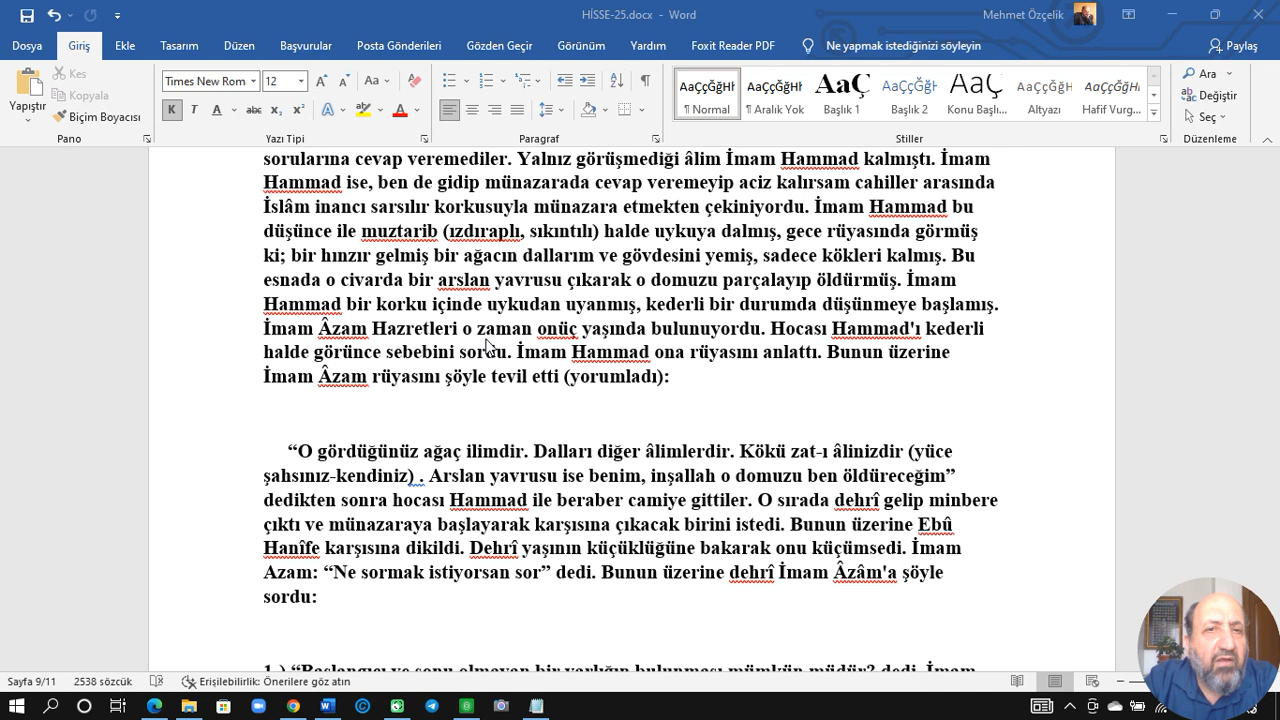 HİSSE-25.docx - Word
Mehmet Özçelik
Dosya Giriş Ekle Tasarım Düzen Başvurular Posta Gönderileri Gözden Geçir Görünüm Yardım Foxit Reader PDF Ne yapmak istediğinizi söyleyin Paylaş
Yapıştır
Kes
Kopyala
Biçim Boyacısı
Pano
Times New Rom 12
K T A abc x₂ x²
Yazı Tipi
Paragraf
AaÇçĞğHl AaÇçĞğHl AaÇ AaÇçĞğHl AaÇ AaÇçĞğH AaÇçĞğHl
¶ Normal ¶ Aralık Yok Başlık 1 Başlık 2 Konu Başlı... Altyazı Hafif Vurg...
Stiller
Ara
Değiştir
Seç
Düzenleme
sorularına cevap veremediler. Yalnız görüşmediği âlim İmam Hammad kalmıştı. İmam
Hammad ise, ben de gidip münazarada cevap veremeyip aciz kalırsam cahiller arasında
İslâm inancı sarsılır korkusuyla münazara etmekten çekiniyordu. İmam Hammad bu
düşünce ile muztarib (ızdıraplı, sıkıntılı) halde uykuya dalmış, gece rüyasında görmüş
ki; bir hınzır gelmiş bir ağacın dallarım ve gövdesini yemiş, sadece kökleri kalmış. Bu
esnada o civarda bir arslan yavrusu çıkarak o domuzu parçalayıp öldürmüş. İmam
Hammad bir korku içinde uykudan uyanmış, kederli bir durumda düşünmeye başlamış.
İmam Âzam Hazretleri o zaman onüç yaşında bulunuyordu. Hocası Hammad'ı kederli
halde görünce sebebini sordu. İmam Hammad ona rüyasını anlattı. Bunun üzerine
İmam Âzam rüyasını şöyle tevil etti (yorumladı):
“O gördüğünüz ağaç ilimdir. Dalları diğer âlimlerdir. Kökü zat-ı âlinizdir (yüce
şahsınız-kendiniz) . Arslan yavrusu ise benim, inşallah o domuzu ben öldüreceğim”
dedikten sonra hocası Hammad ile beraber camiye gittiler. O sırada dehrî gelip minbere
çıktı ve münazaraya başlayarak karşısına çıkacak birini istedi. Bunun üzerine Ebû
Hanîfe karşısına dikildi. Dehrî yaşının küçüklüğüne bakarak onu küçümsedi. İmam
Azam: “Ne sormak istiyorsan sor” dedi. Bunun üzerine dehrî İmam Âzâm'a şöyle
sordu:
1-) “Başlangıcı ve sonu olmayan bir varlığın bulunması mümkün müdür? dedi. İmam
Sayfa 9/11 2538 sözcük Erişilebilirlik: Önerilere göz atın